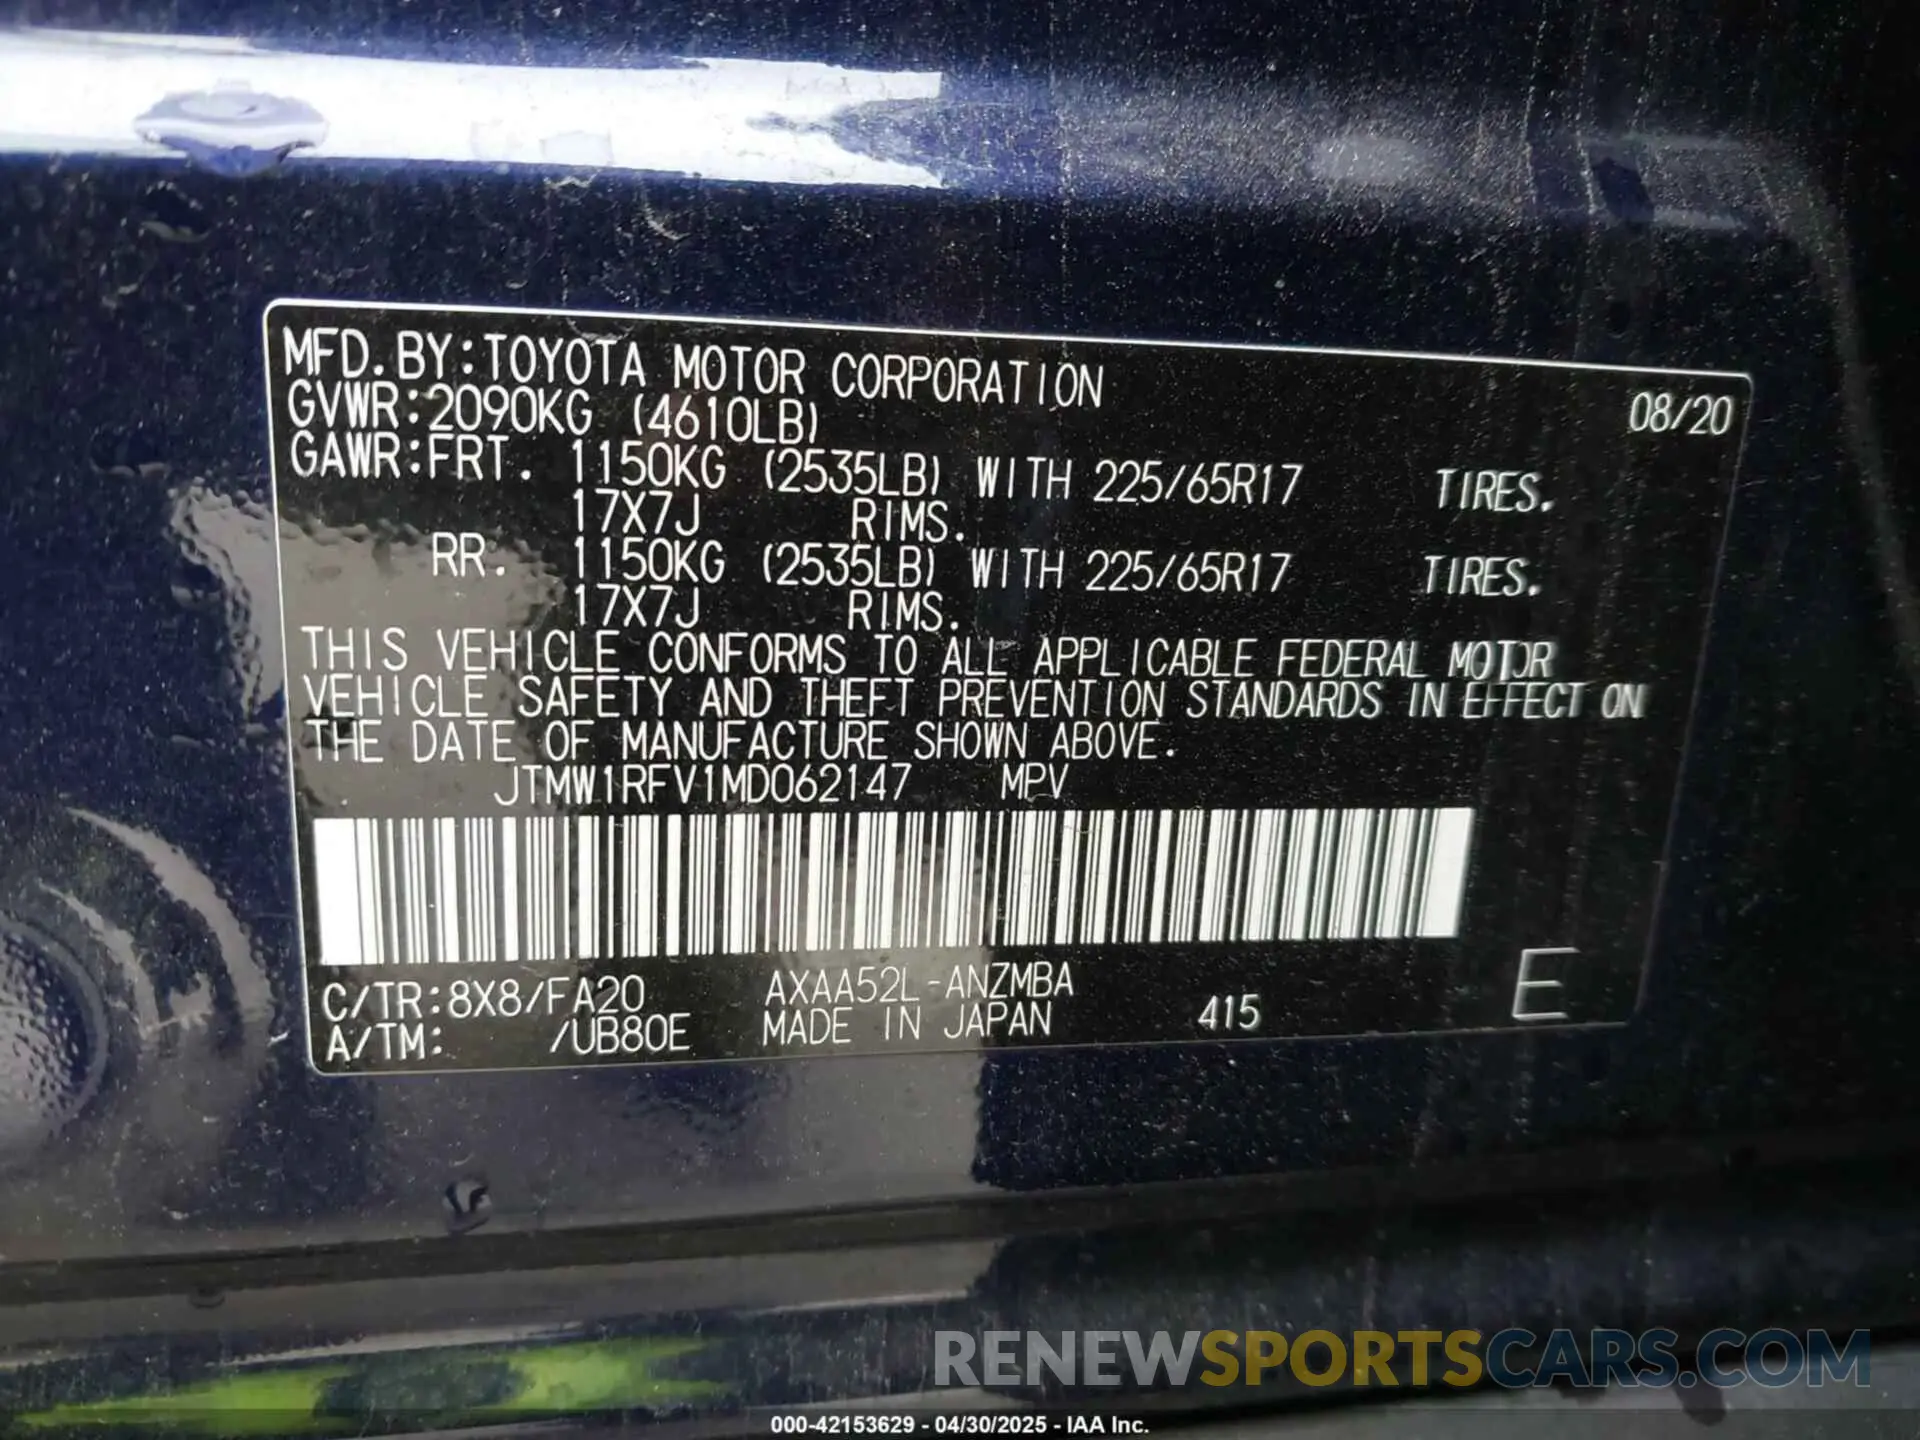 MFD.BY:TOYOTA MOTOR CORPORATION 08/20
GVWR:2090KG (4610LB)
GAWR:FRT. 1150KG (2535LB) WITH 225/65R17 TIRES.
17X7J RIMS.
RR. 1150KG (2535LB) WITH 225/65R17 TIRES.
17X7J RIMS.
THIS VEHICLE CONFORMS TO ALL APPLICABLE FEDERAL MOTOR
VEHICLE SAFETY AND THEFT PREVENTION STANDARDS IN EFFECT ON
THE DATE OF MANUFACTURE SHOWN ABOVE.
JTMW1RFV1MD062147 MPV
C/TR:8X8/FA20 AXAA52L-ANZMBA
A/TM: /UB80E MADE IN JAPAN 415 E
RENEWSPORTSCARS.COM
000-42153629 - 04/30/2025 - IAA Inc.